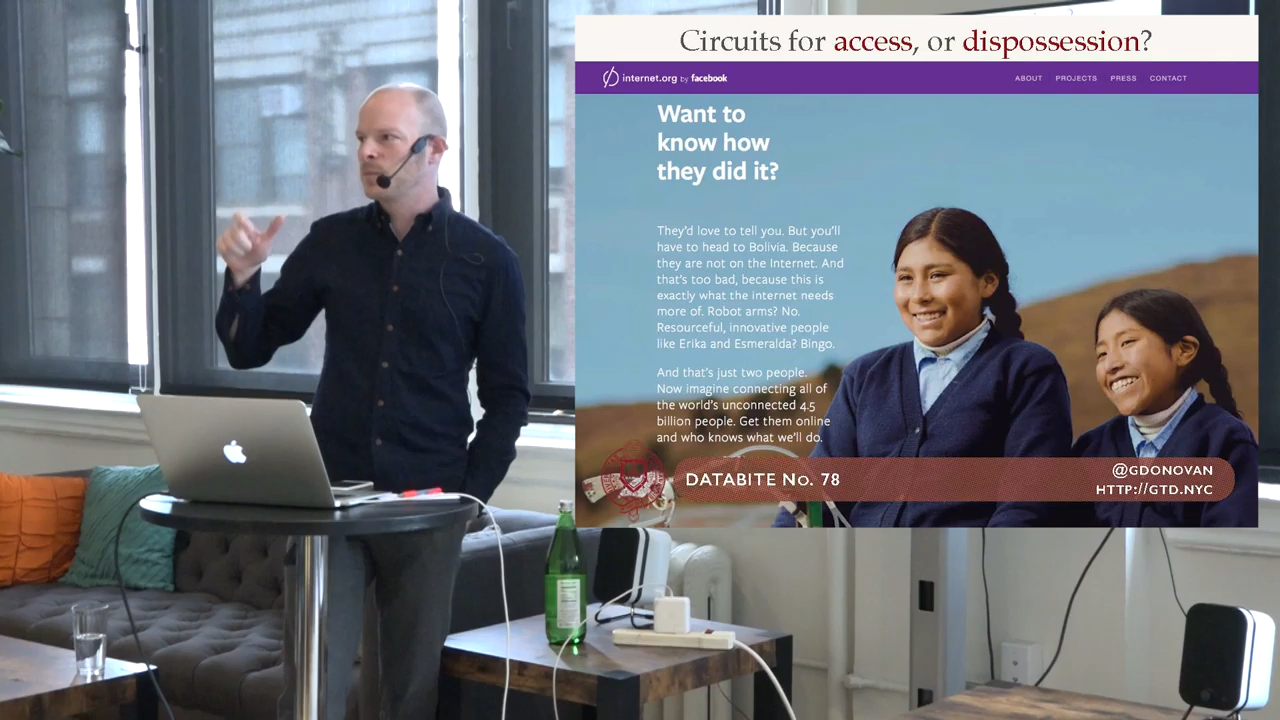 Circuits for access, or dispossession?
internet.org by facebook
ABOUT PROJECTS PRESS CONTACT
Want to
know how
they did it?
They'd love to tell you. But you'll
have to head to Bolivia. Because
they are not on the Internet. And
that's too bad, because this is
exactly what the internet needs
more of. Robot arms? No.
Resourceful, innovative people
like Erika and Esmeralda? Bingo.
And that's just two people.
Now imagine connecting all of
the world's unconnected 4.5
billion people. Get them online
and who knows what we'll do.
DATABITE No. 78
@GDONOVAN
HTTP://GTD.NYC